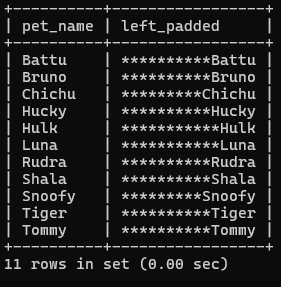 +----------+-----------------+
| pet_name | left_padded     |
+----------+-----------------+
| Battu    | **********Battu |
| Bruno    | **********Bruno |
| Chichu   | *********Chichu |
| Hucky    | **********Hucky |
| Hulk     | ***********Hulk |
| Luna     | ***********Luna |
| Rudra    | **********Rudra |
| Shala    | **********Shala |
| Snoofy   | *********Snoofy |
| Tiger    | **********Tiger |
| Tommy    | **********Tommy |
+----------+-----------------+
11 rows in set (0.00 sec)